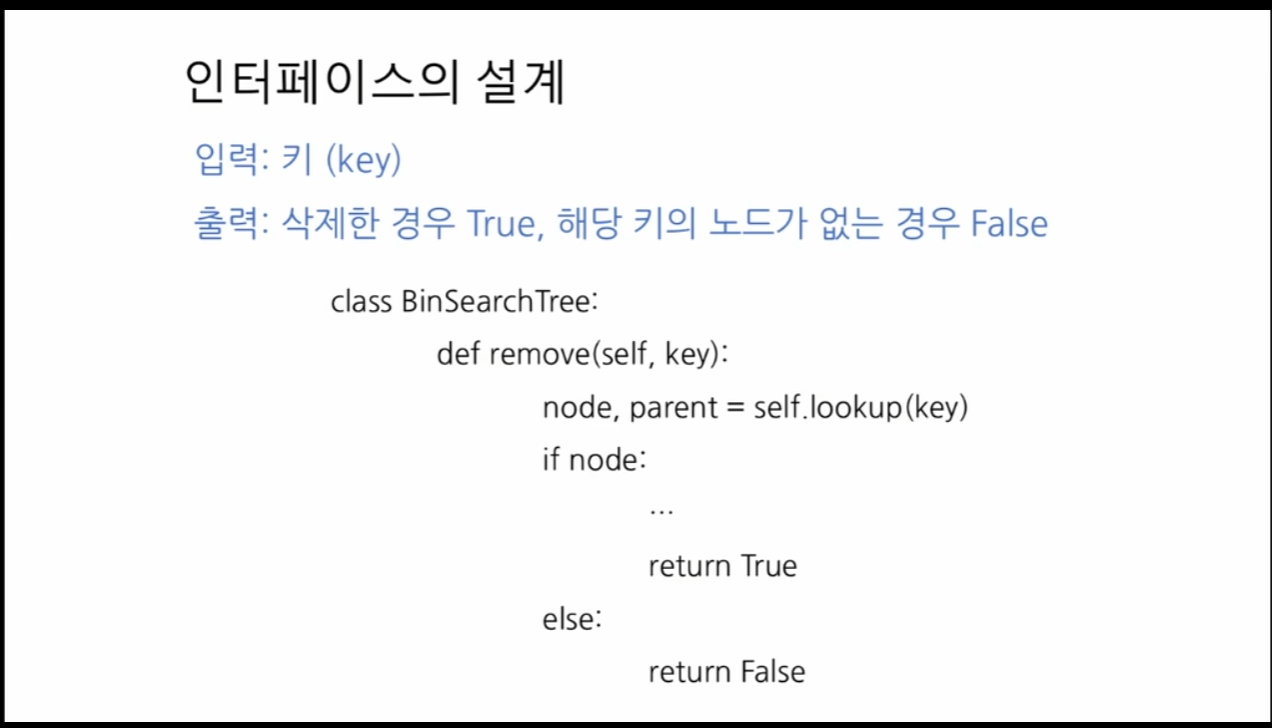 인터페이스의 설계
입력: 키 (key)
출력: 삭제한 경우 True, 해당 키의 노드가 없는 경우 False
class BinSearchTree:
def remove(self, key):
node, parent = self.lookup(key)
if node:
...
return True
else:
return False